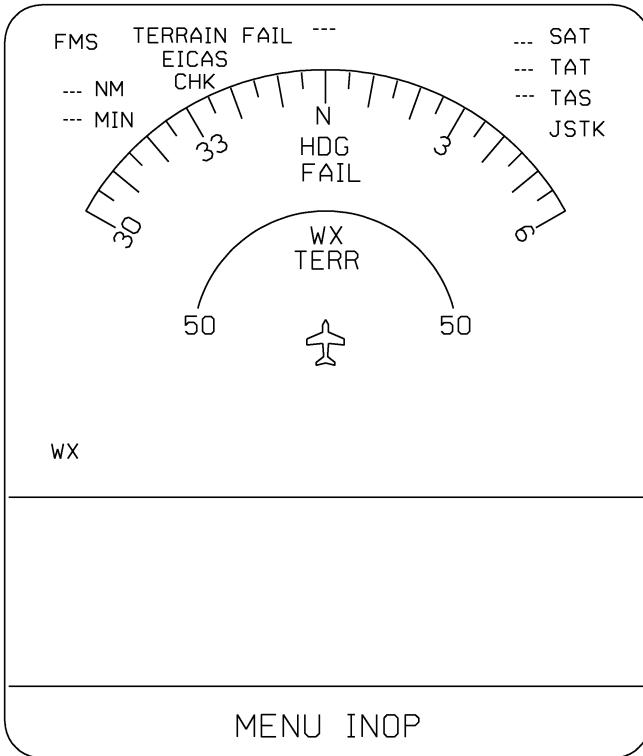 FMS
TERRAIN FAIL ---
EICAS
CHK
--- NM
--- MIN
--- SAT
--- TAT
--- TAS
JSTK
30
33
N
3
6
HDG
FAIL
WX
TERR
50
50
WX
MENU INOP